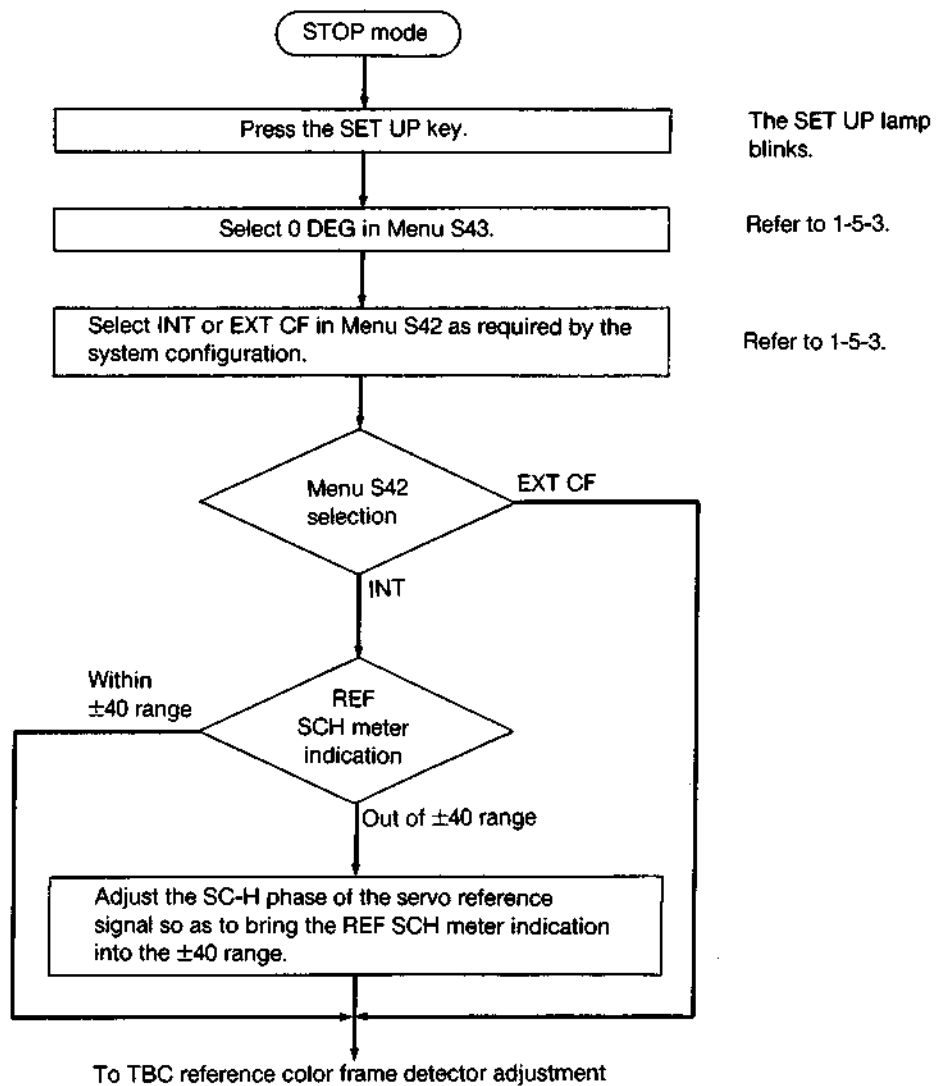 STOP mode
Press the SET UP key.
The SET UP lamp
blinks.
Select 0 DEG in Menu S43.
Refer to 1-5-3.
Select INT or EXT CF in Menu S42 as required by the
system configuration.
Refer to 1-5-3.
Menu S42
selection
EXT CF
INT
Within
±40 range
REF
SCH meter
indication
Out of ±40 range
Adjust the SC-H phase of the servo reference
signal so as to bring the REF SCH meter indication
into the ±40 range.
To TBC reference color frame detector adjustment